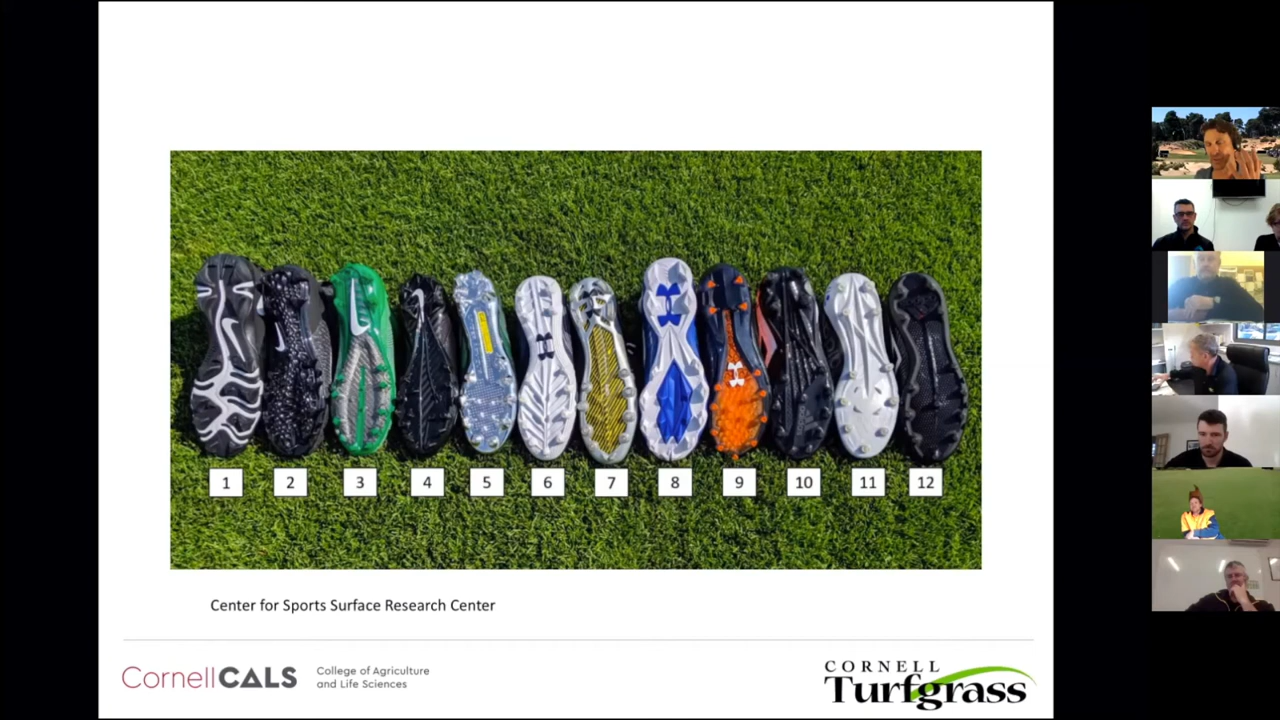 1 2 3 4 5 6 7 8 9 10 11 12
Center for Sports Surface Research Center
CornellCALS
College of Agriculture
and Life Sciences
CORNELL
Turfgrass